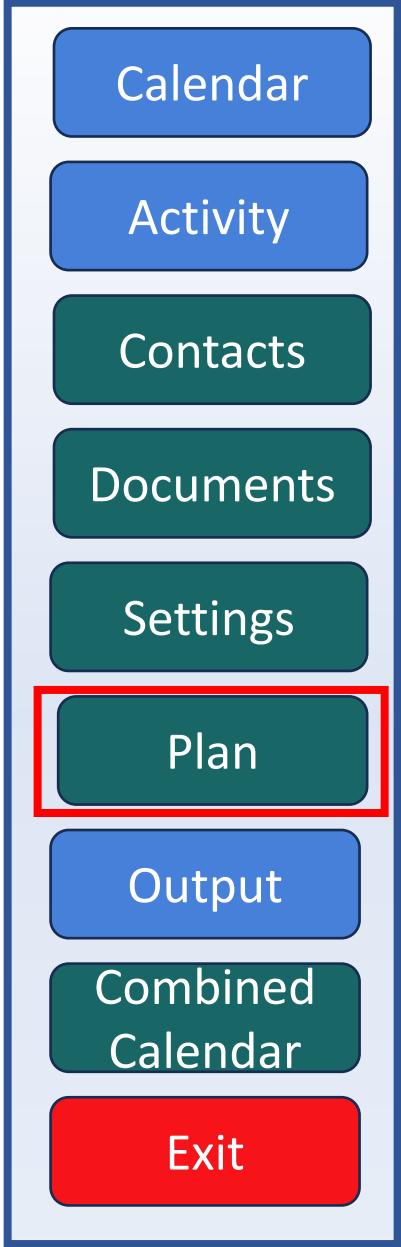 Calendar
Activity
Contacts
Documents
Settings
Plan
Output
Combined
Calendar
Exit